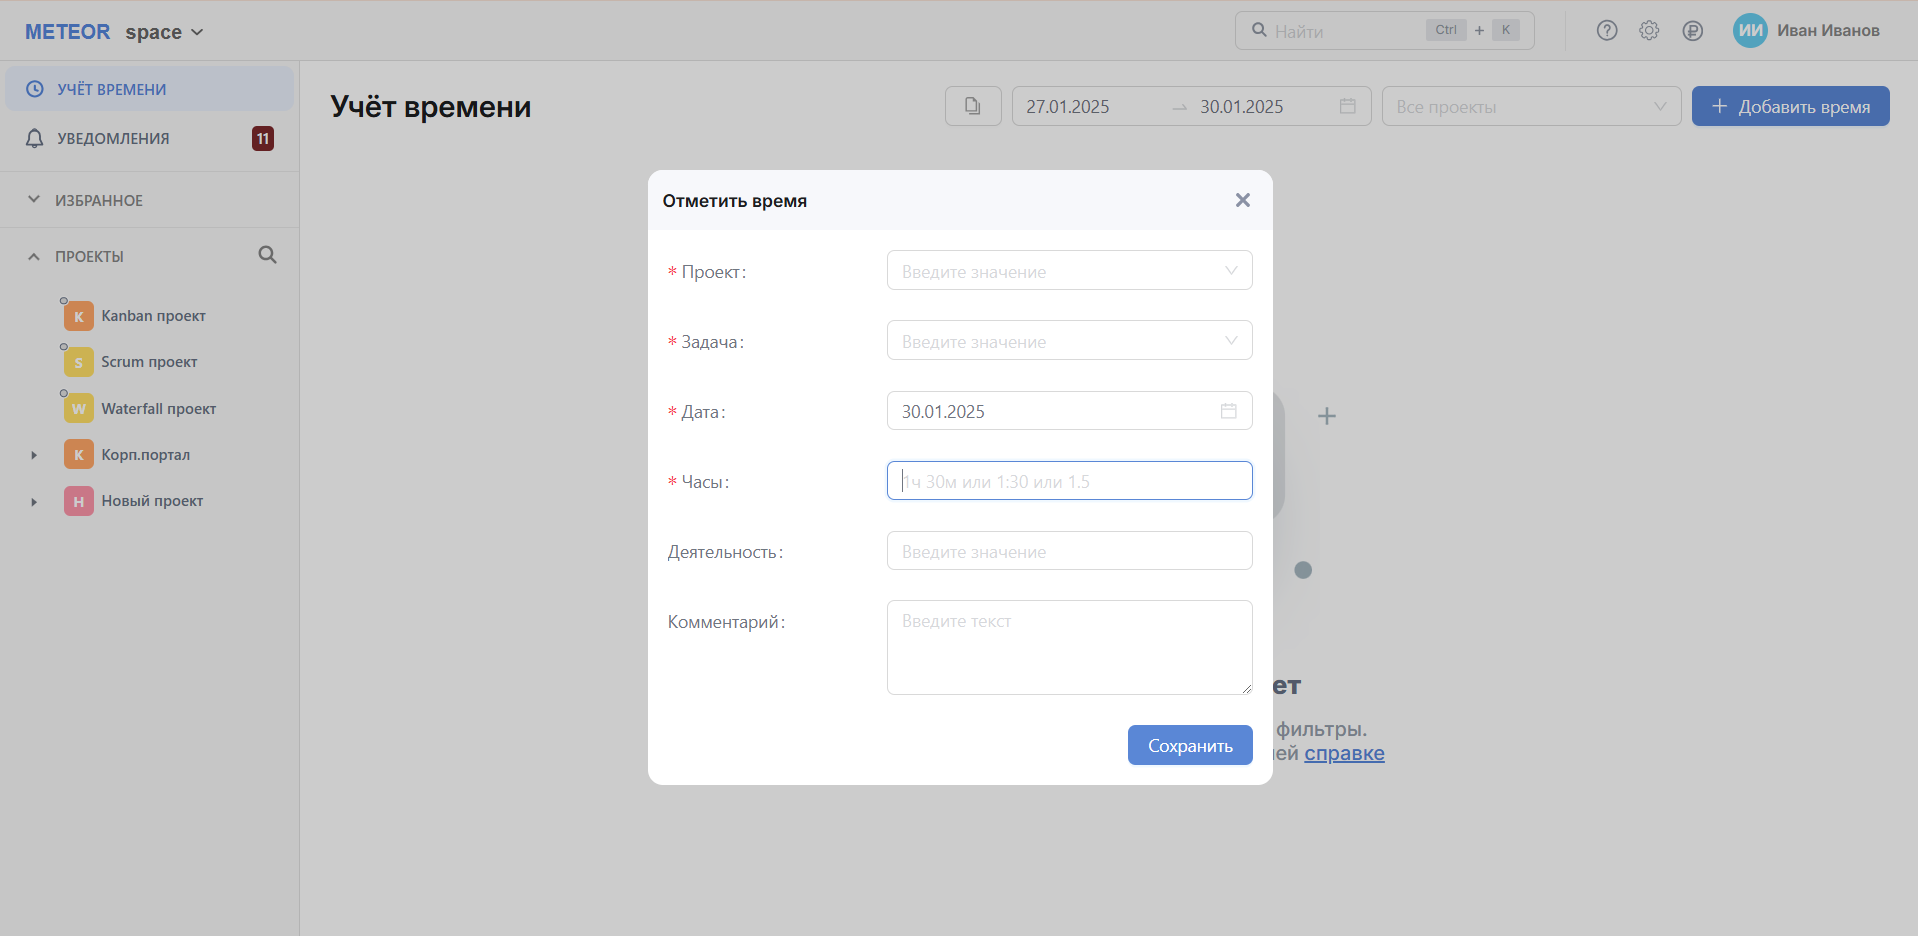 METEOR space
Найти Ctrl + K
ИИ Иван Иванов
УЧЁТ ВРЕМЕНИ
УВЕДОМЛЕНИЯ 11
ИЗБРАННОЕ
ПРОЕКТЫ
K Kanban проект
S Scrum проект
W Waterfall проект
К Корп.портал
Н Новый проект
Учёт времени
27.01.2025 → 30.01.2025
Все проекты
+ Добавить время
Отметить время
* Проект: Введите значение
* Задача: Введите значение
* Дата: 30.01.2025
* Часы: 1ч 30м или 1:30 или 1.5
Деятельность: Введите значение
Комментарий: Введите текст
Сохранить
ет
фильтры.
ей справке